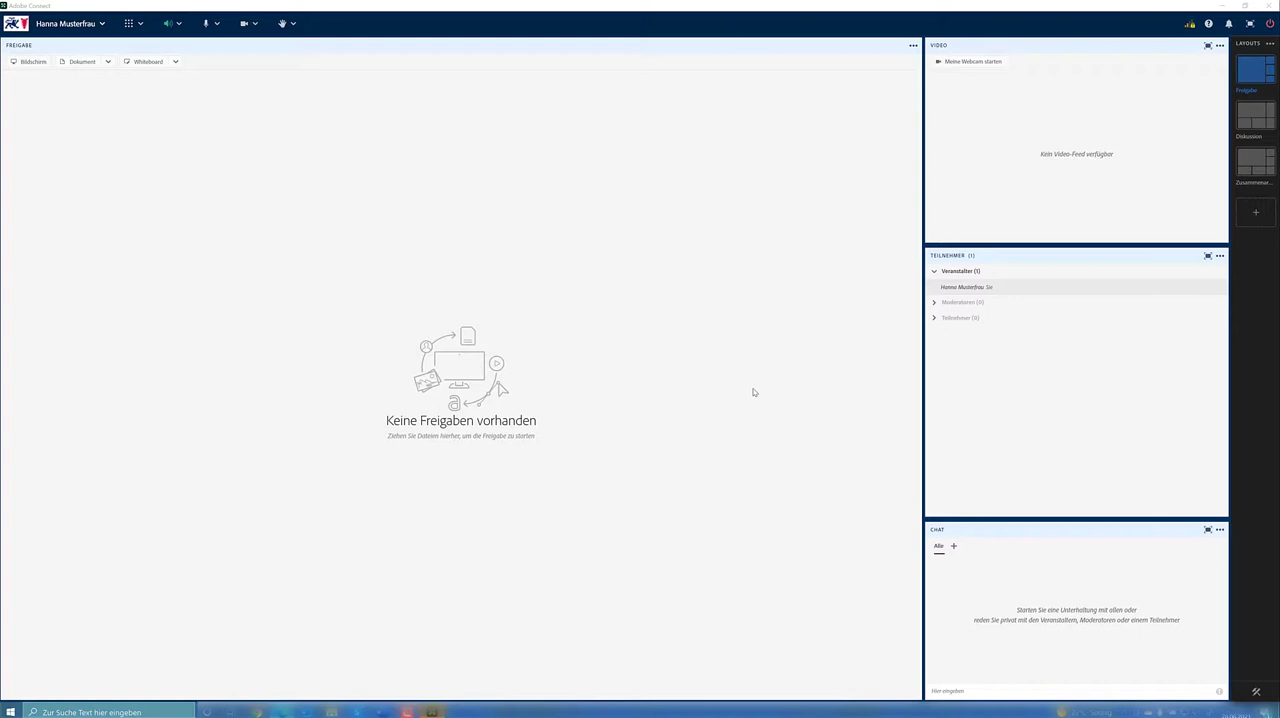 Adobe Connect
Hanna Musterfrau
FREIGABE
Bildschirm
Dokument
Whiteboard
Keine Freigaben vorhanden
Ziehen Sie Dateien hierher, um die Freigabe zu starten
VIDEO
Meine Webcam starten
Kein Video-Feed verfügbar
TEILNEHMER (1)
Veranstalter (1)
Hanna Musterfrau Sie
Moderatoren (0)
Teilnehmer (0)
CHAT
Alle
Starten Sie eine Unterhaltung mit allen oder
reden Sie privat mit den Veranstaltern, Moderatoren oder einem Teilnehmer
Hier eingeben
LAYOUTS
Freigabe
Diskussion
Zusammenar...
Zur Suche Text hier eingeben